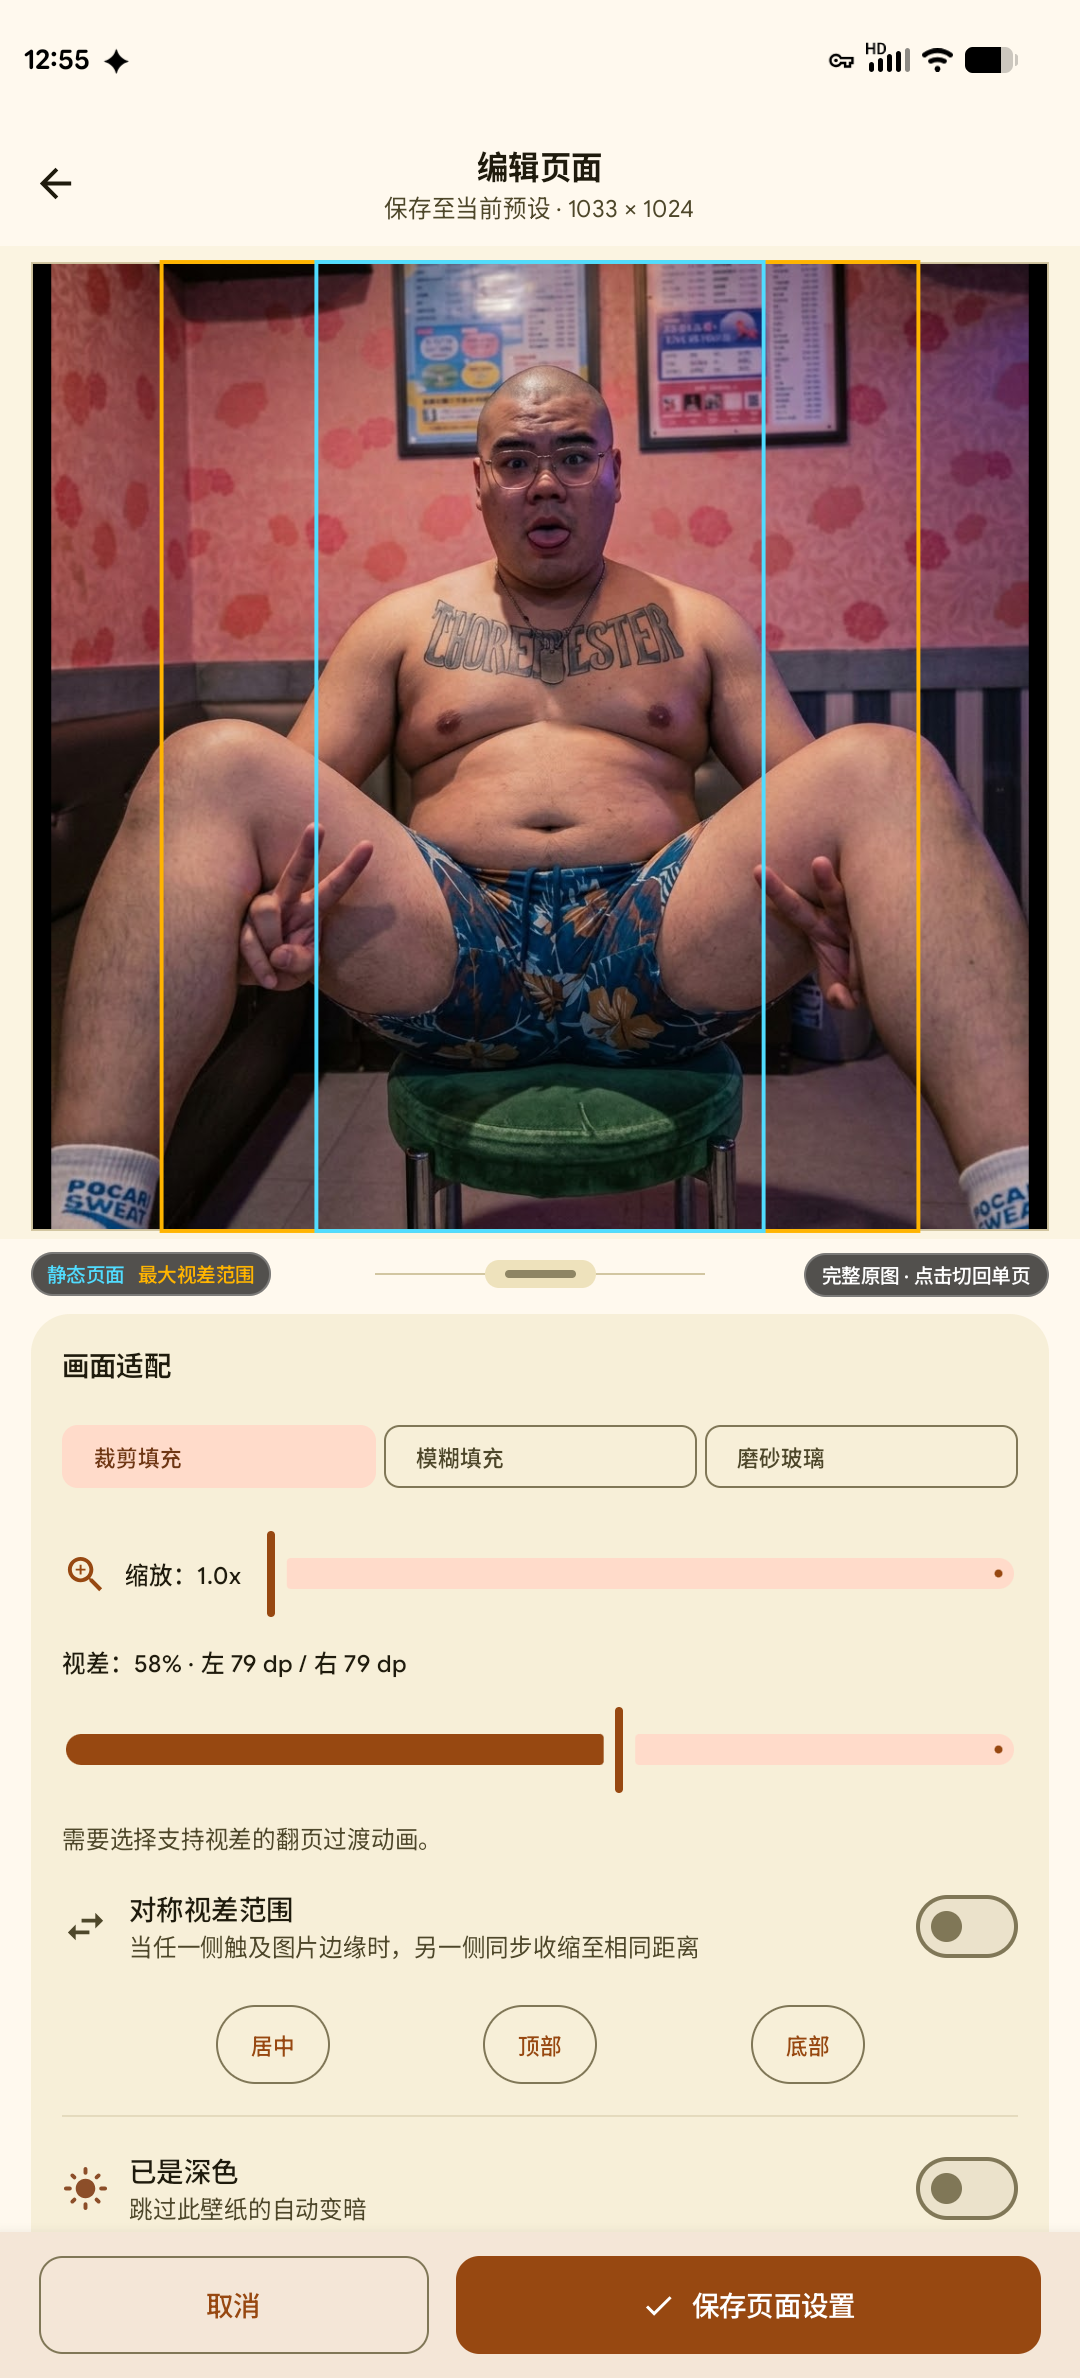 12:55
HD
编辑页面
保存至当前预设 · 1033 × 1024
THORE ESTER
POCARI
SWEAT
POCA
SWE
静态页面 最大视差范围
完整原图 · 点击切回单页
画面适配
裁剪填充 模糊填充 磨砂玻璃
缩放：1.0x
视差：58% · 左 79 dp / 右 79 dp
需要选择支持视差的翻页过渡动画。
对称视差范围
当任一侧触及图片边缘时，另一侧同步收缩至相同距离
居中 顶部 底部
已是深色
跳过此壁纸的自动变暗
取消 保存页面设置